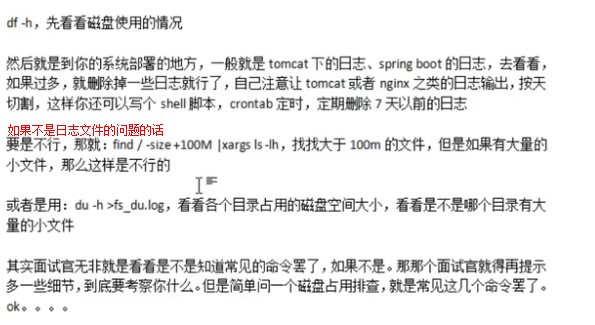 df -h，先看看磁盘使用的情况
然后就是到你的系统部署的地方，一般就是 tomcat 下的日志、spring boot 的日志，去看看，
如果过多，就删除掉一些日志就行了，自己注意让 tomcat 或者 nginx 之类的日志输出，按天
切割，这样你还可以写个 shell 脚本，crontab 定时，定期删除 7 天以前的日志
如果不是日志文件的问题的话
要是不行，那就：find / -size +100M |xargs ls -lh，找找大于 100m 的文件，但是如果有大量的
小文件，那么这样是不行的
或者是用：du -h >fs_du.log，看看各个目录占用的磁盘空间大小，看看是不是哪个目录有大
量的小文件
其实面试官无非就是看看是不是知道常见的命令罢了，如果不是。那那个面试官就得再提示
多一些细节，到底要考察你什么。但是简单问一个磁盘占用排查，就是常见这几个命令罢了。
ok。。。。